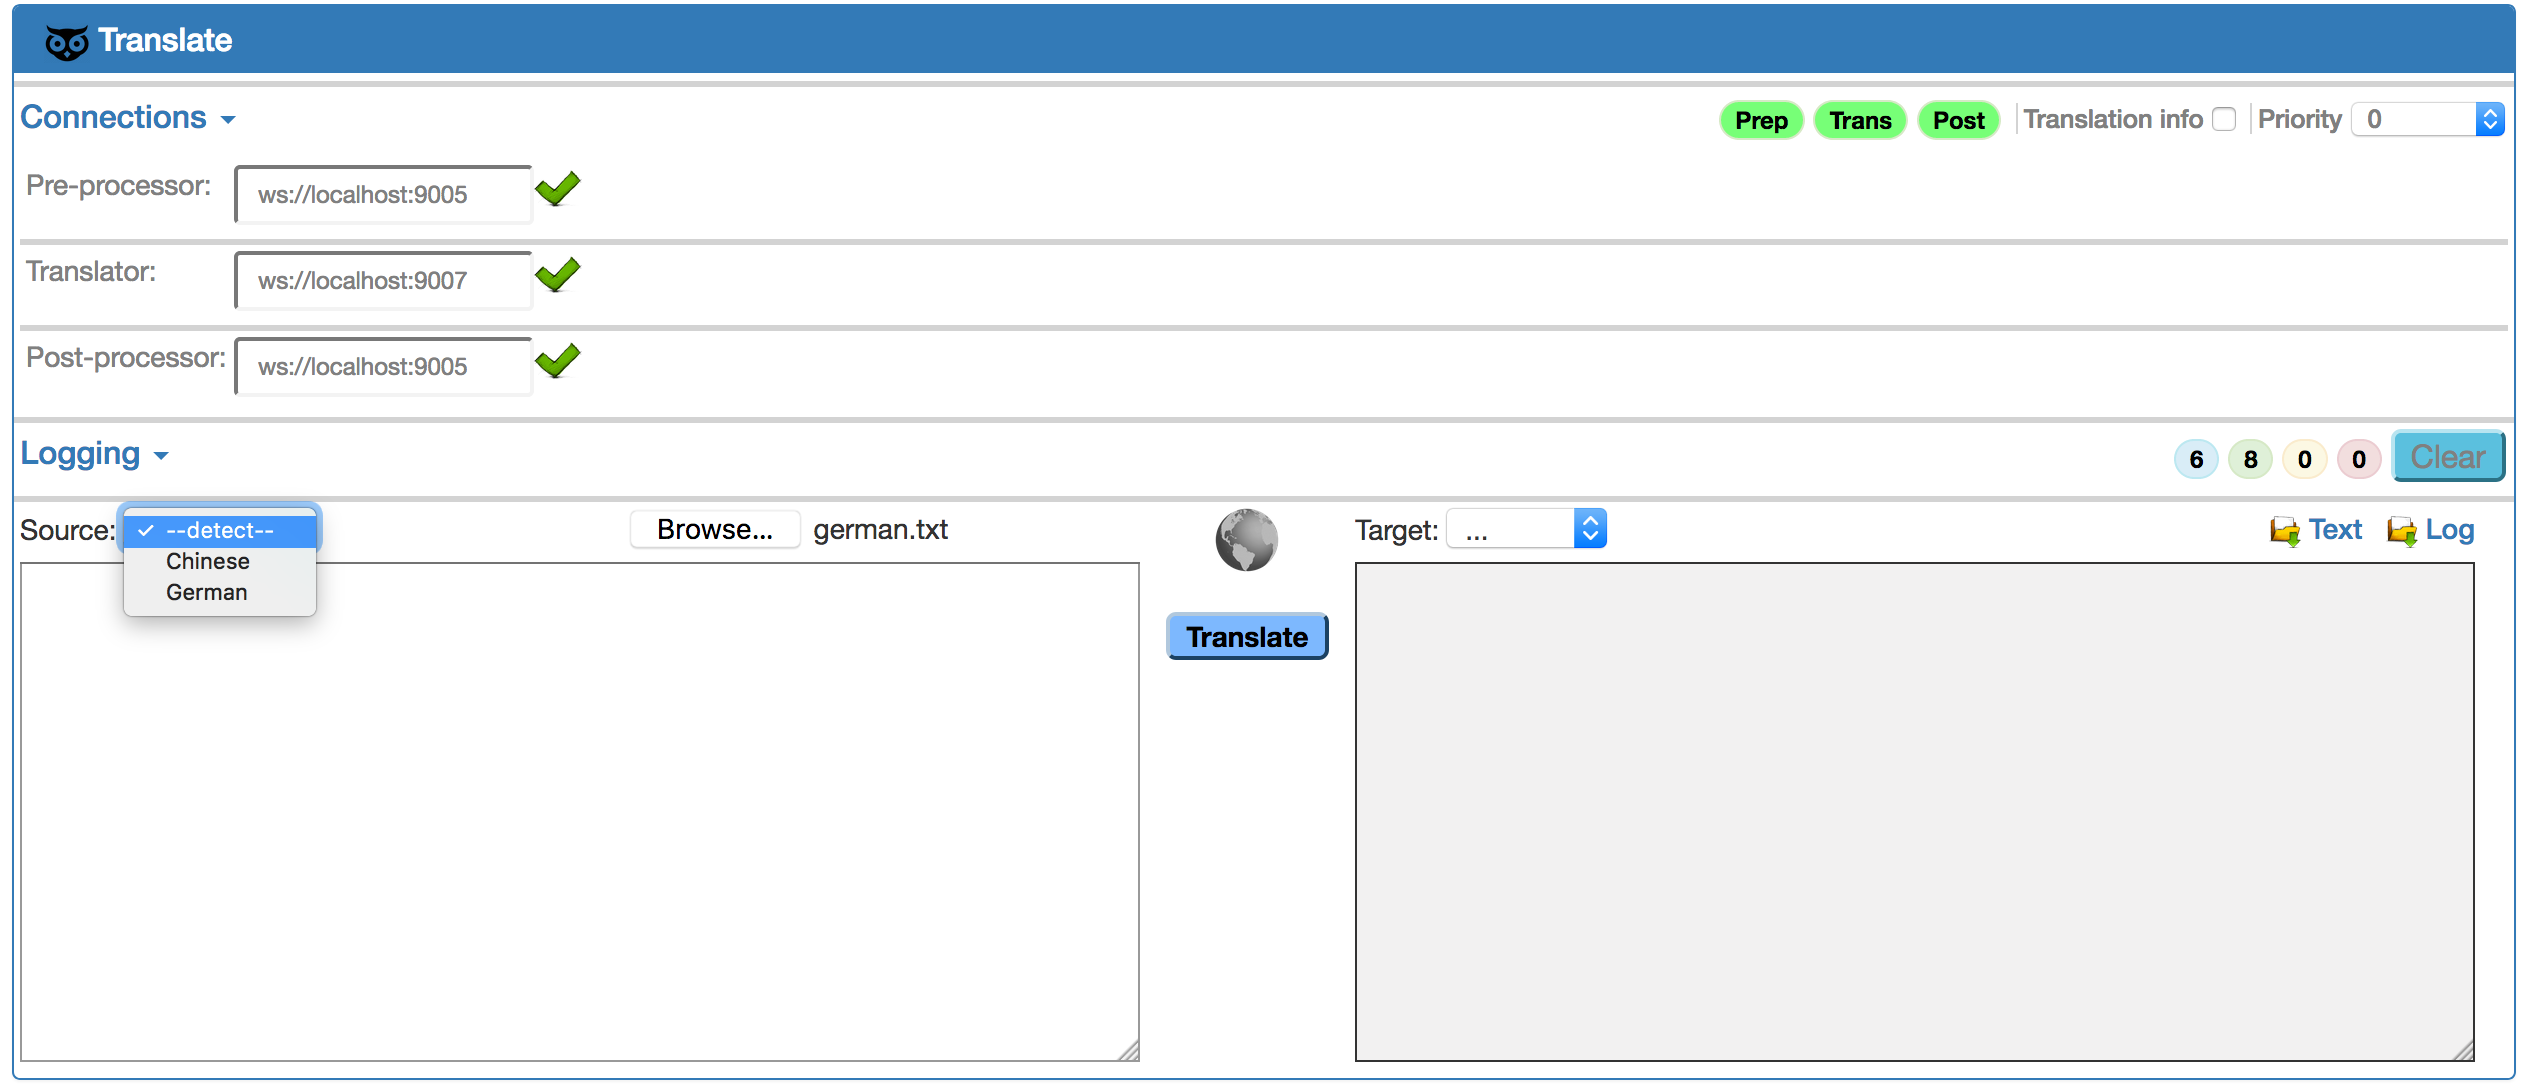 Translate
Connections
Prep Trans Post Translation info Priority 0
Pre-processor: ws://localhost:9005
Translator: ws://localhost:9007
Post-processor: ws://localhost:9005
Logging 6 8 0 0 Clear
Source: --detect-- Browse... german.txt Target: ... Text Log
Chinese
German
Translate